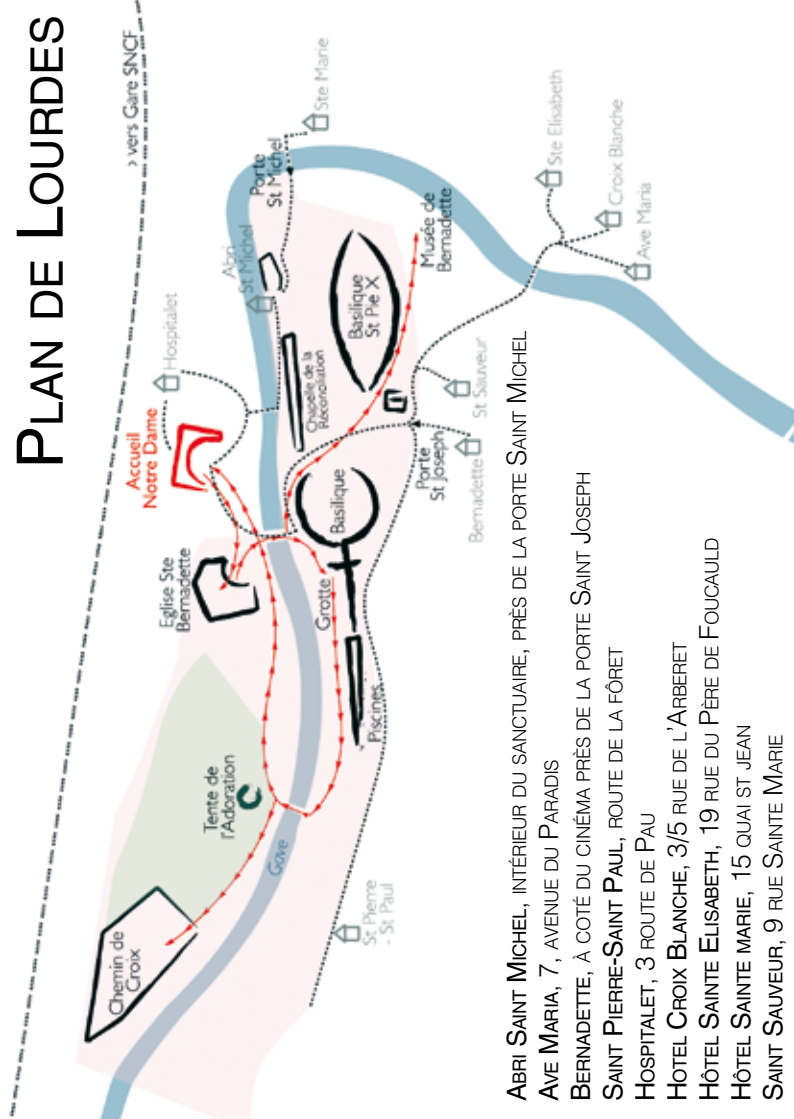 PLAN DE LOURDES
> vers Gare SNCF
Ste Marie
Porte
St Michel
Abri
St Michel
Hospitalet
Accueil
Notre Dame
Eglise Ste
Bernadette
Tente de
l'Adoration
Chemin de
Croix
Gave
Chapelle de la
Réconciliation
Basilique
St Pie X
Musée de
Bernadette
Basilique
Grotte
Piscines
Porte
St Joseph
St Sauveur
Bernadette
St Pierre
- St Paul
Ste Elisabeth
Croix Blanche
Ave Maria
ABRI SAINT MICHEL, INTÉRIEUR DU SANCTUAIRE, PRÈS DE LA PORTE SAINT MICHEL
AVE MARIA, 7, AVENUE DU PARADIS
BERNADETTE, À COTÉ DU CINÉMA PRÈS DE LA PORTE SAINT JOSEPH
SAINT PIERRE-SAINT PAUL, ROUTE DE LA FÔRET
HOSPITALET, 3 ROUTE DE PAU
HOTEL CROIX BLANCHE, 3/5 RUE DE L'ARBERET
HÔTEL SAINTE ELISABETH, 19 RUE DU PÈRE DE FOUCAULD
HÔTEL SAINTE MARIE, 15 QUAI ST JEAN
SAINT SAUVEUR, 9 RUE SAINTE MARIE